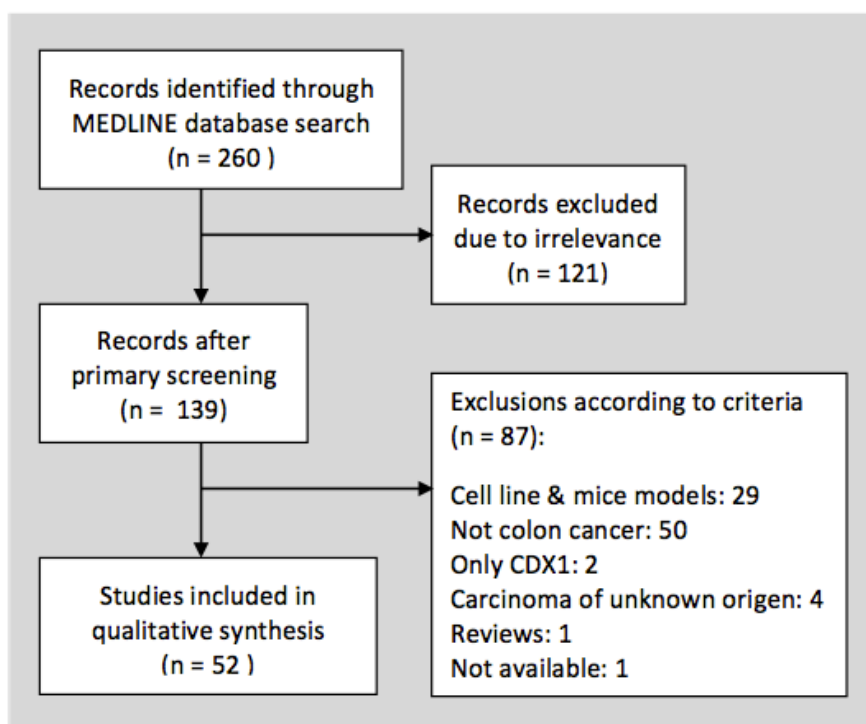 Records identified through
MEDLINE database search
(n = 260 )
Records excluded
due to irrelevance
(n = 121)
Records after
primary screening
(n =  139)
Exclusions according to criteria
(n = 87):
Cell line & mice models: 29
Not colon cancer: 50
Only CDX1: 2
Carcinoma of unknown origen: 4
Reviews: 1
Not available: 1
Studies included in
qualitative synthesis
(n = 52 )